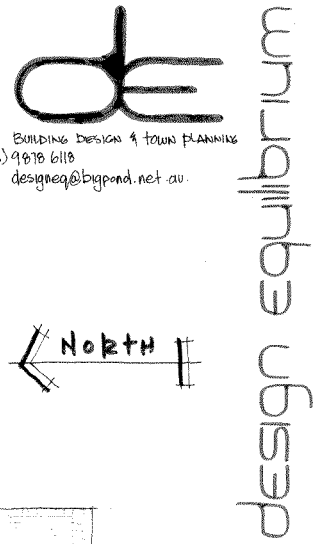 de
BUILDING DESIGN & TOWN PLANNING
) 9878 6118
designeq@bigpond.net.au.
NORTH
design equilibrium